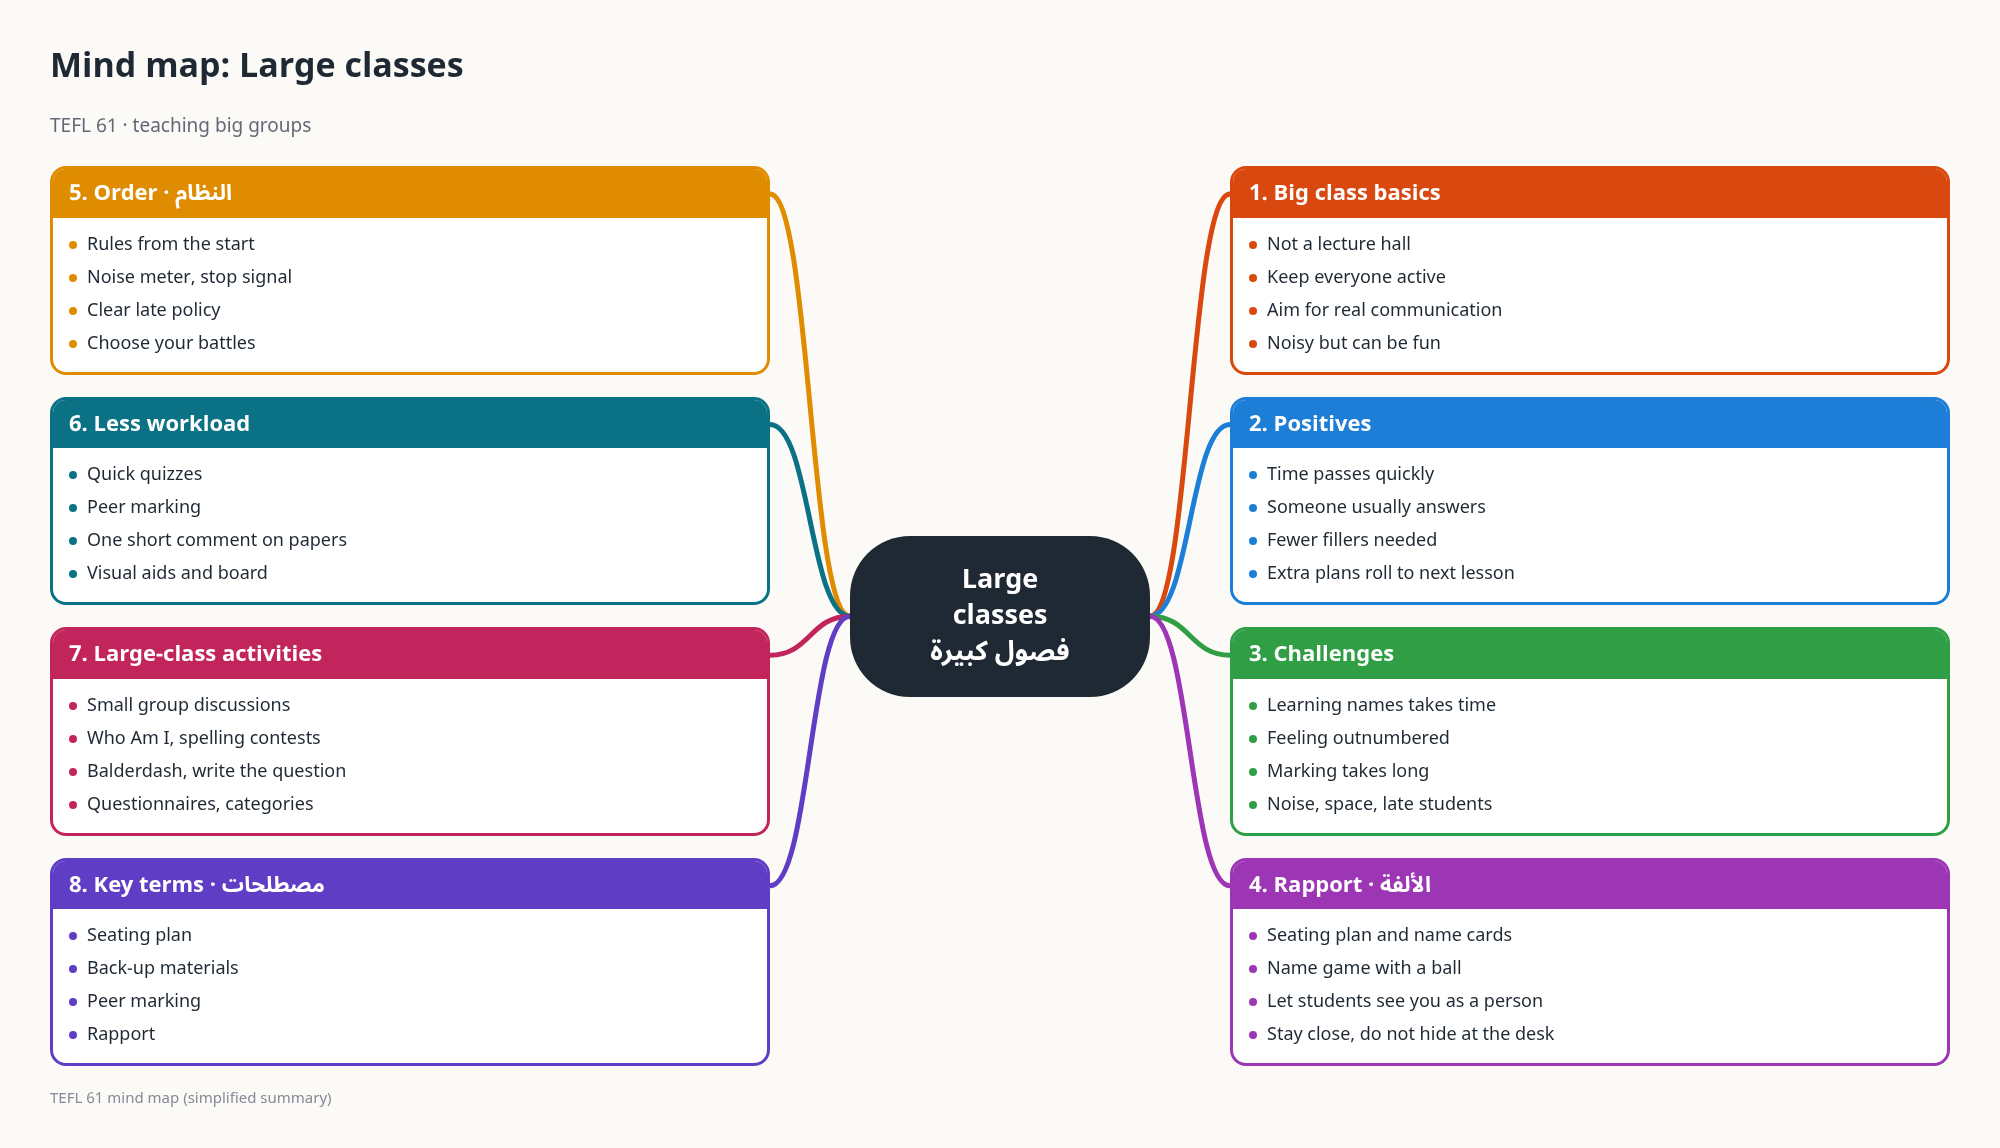 Mind map: Large classes
TEFL 61 · teaching big groups
5. Order · النظام
Rules from the start
Noise meter, stop signal
Clear late policy
Choose your battles
6. Less workload
Quick quizzes
Peer marking
One short comment on papers
Visual aids and board
7. Large-class activities
Small group discussions
Who Am I, spelling contests
Balderdash, write the question
Questionnaires, categories
8. Key terms · مصطلحات
Seating plan
Back-up materials
Peer marking
Rapport
Large
classes
فصول كبيرة
1. Big class basics
Not a lecture hall
Keep everyone active
Aim for real communication
Noisy but can be fun
2. Positives
Time passes quickly
Someone usually answers
Fewer fillers needed
Extra plans roll to next lesson
3. Challenges
Learning names takes time
Feeling outnumbered
Marking takes long
Noise, space, late students
4. Rapport · الألفة
Seating plan and name cards
Name game with a ball
Let students see you as a person
Stay close, do not hide at the desk
TEFL 61 mind map (simplified summary)